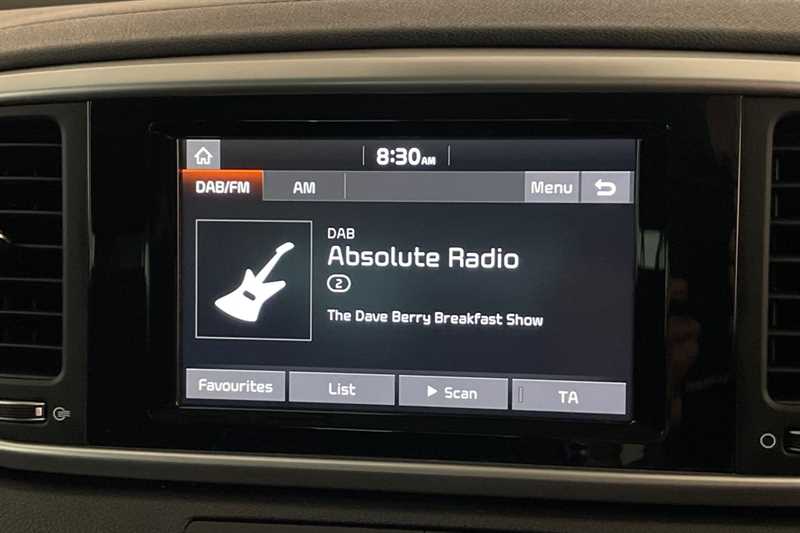 8:30AM
DAB/FM AM Menu
DAB
Absolute Radio
2
The Dave Berry Breakfast Show
Favourites List Scan TA